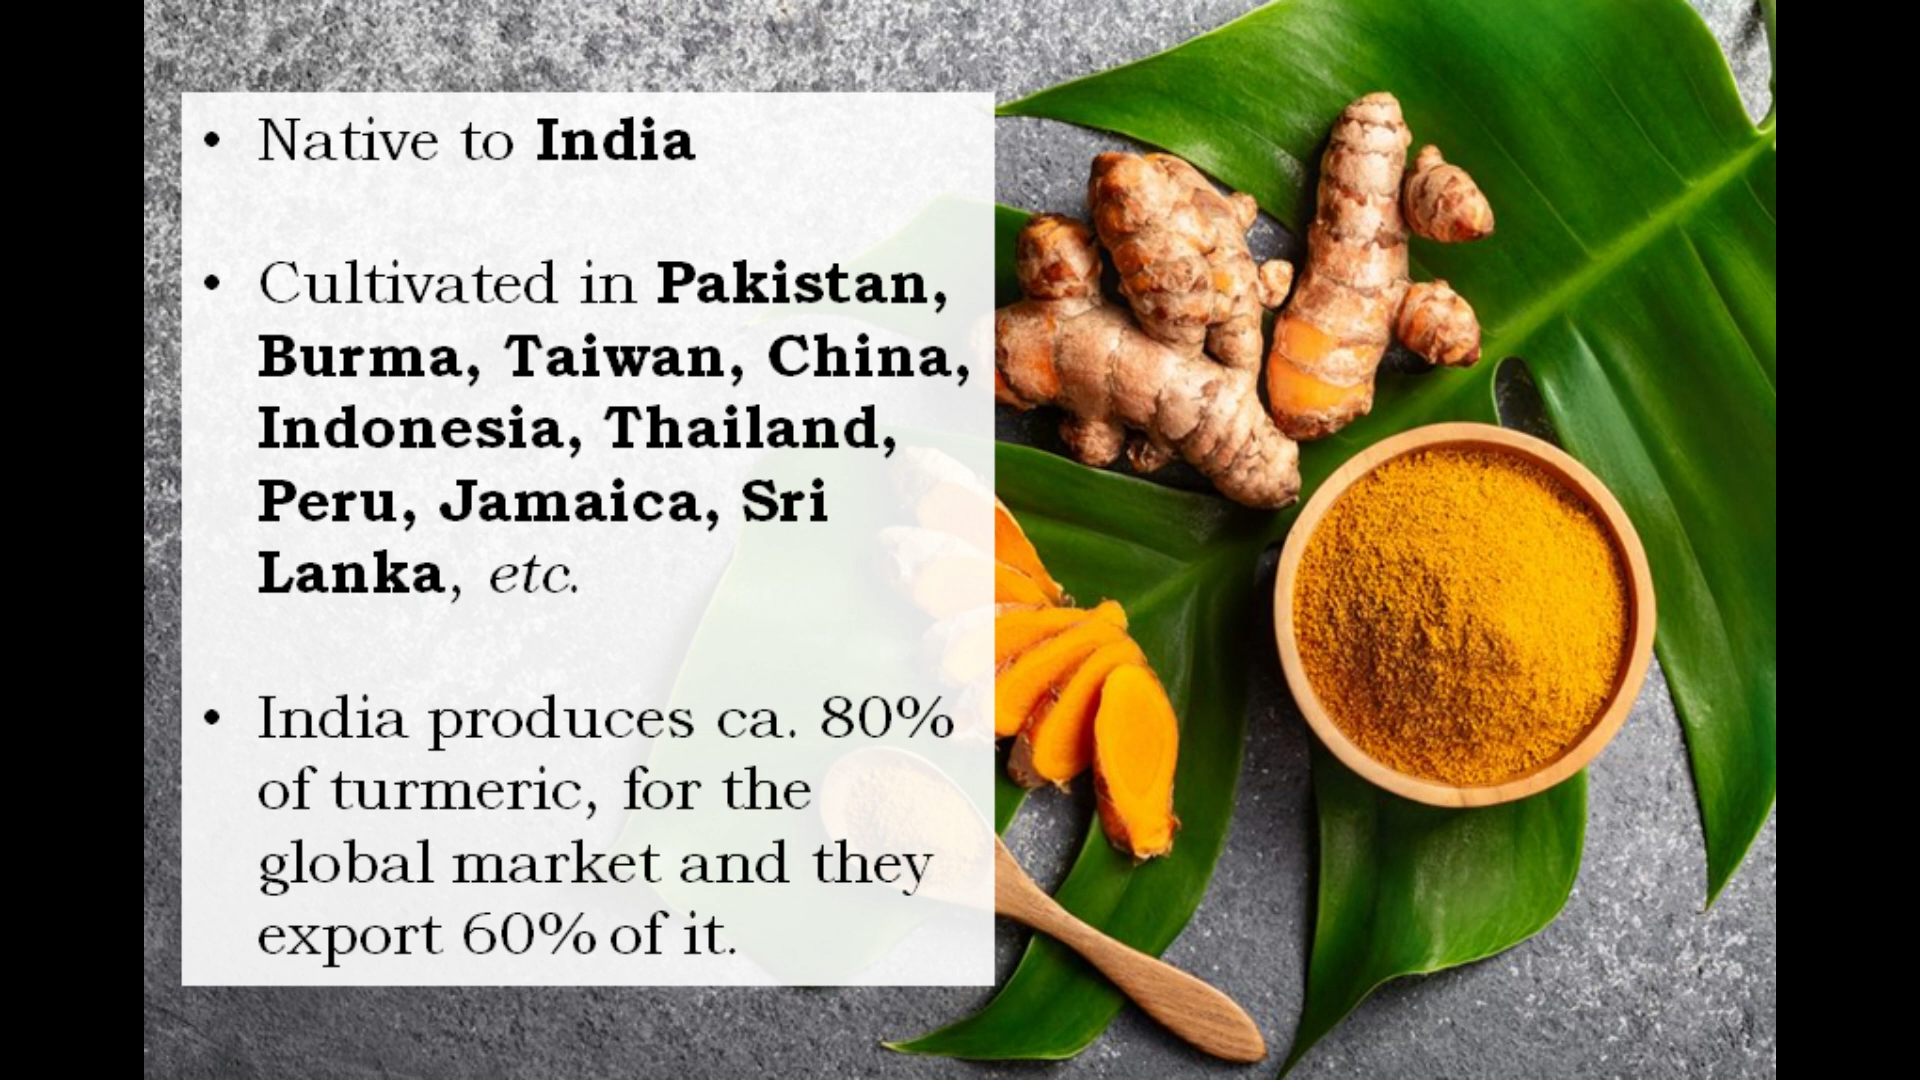 • Native to India
• Cultivated in Pakistan,
Burma, Taiwan, China,
Indonesia, Thailand,
Peru, Jamaica, Sri
Lanka, etc.
• India produces ca. 80%
of turmeric, for the
global market and they
export 60% of it.